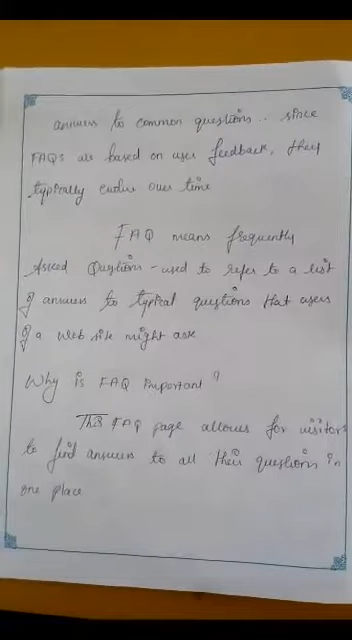 answers to common questions.. since
FAQs are based on user feedback, they
typically evolve over time
FAQ means frequently
Asked Questions - used to refer to a list
of answers to typical questions that users
of a web site might ask
Why is FAQ Important?
This FAQ page allows for visitors
to find answers to all their questions in
one place